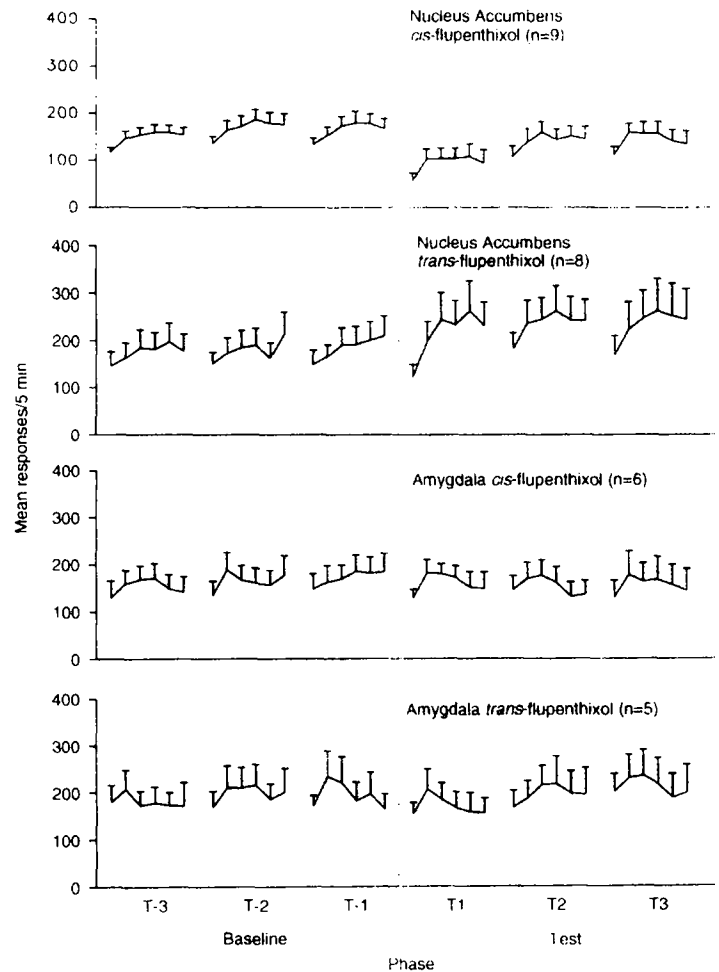 Nucleus Accumbens
cis-flupenthixol (n=9)
400
300
200
100
0
Nucleus Accumbens
trans-flupenthixol (n=8)
400
300
200
100
0
Mean responses/5 min
Amygdala cis-flupenthixol (n=6)
400
300
200
100
0
Amygdala trans-flupenthixol (n=5)
400
300
200
100
0
T-3 T-2 T-1 T1 T2 T3
Baseline Test
Phase